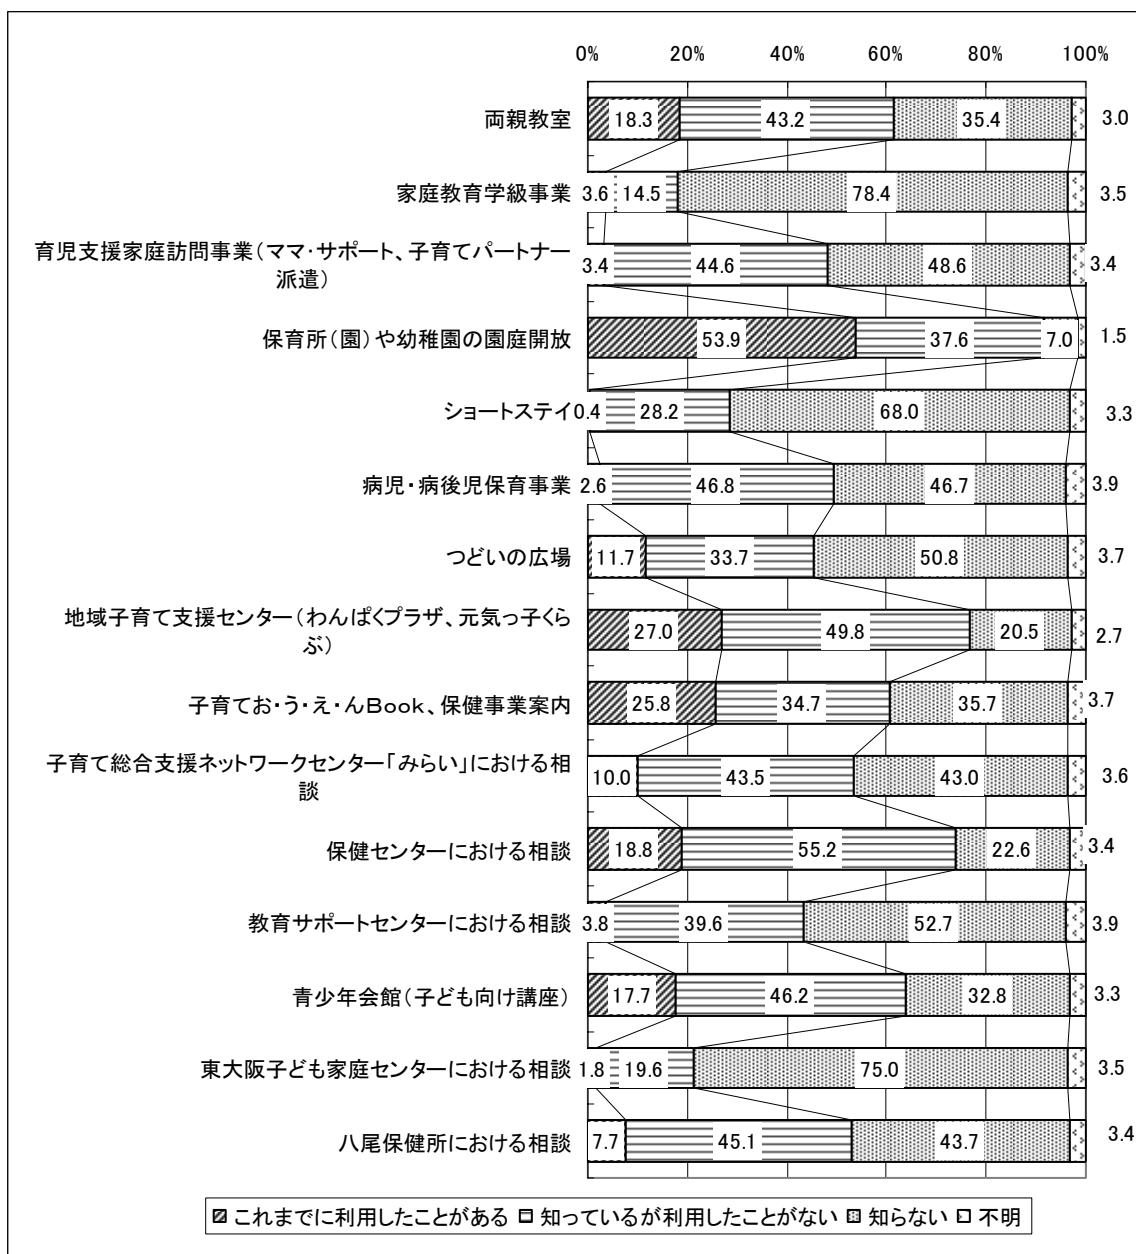 0% 20% 40% 60% 80% 100%
両親教室 18.3 43.2 35.4 3.0
家庭教育学級事業 3.6 14.5 78.4 3.5
育児支援家庭訪問事業(ママ・サポート、子育てパートナー
派遣) 3.4 44.6 48.6 3.4
保育所(園)や幼稚園の園庭開放 53.9 37.6 7.0 1.5
ショートステイ 0.4 28.2 68.0 3.3
病児・病後児保育事業 2.6 46.8 46.7 3.9
つどいの広場 11.7 33.7 50.8 3.7
地域子育て支援センター(わんぱくプラザ、元気っ子くら
ぶ) 27.0 49.8 20.5 2.7
子育てお・う・え・んBook、保健事業案内 25.8 34.7 35.7 3.7
子育て総合支援ネットワークセンター「みらい」における相
談 10.0 43.5 43.0 3.6
保健センターにおける相談 18.8 55.2 22.6 3.4
教育サポートセンターにおける相談 3.8 39.6 52.7 3.9
青少年会館(子ども向け講座) 17.7 46.2 32.8 3.3
東大阪子ども家庭センターにおける相談 1.8 19.6 75.0 3.5
八尾保健所における相談 7.7 45.1 43.7 3.4
これまでに利用したことがある 知っているが利用したことがない 知らない 不明